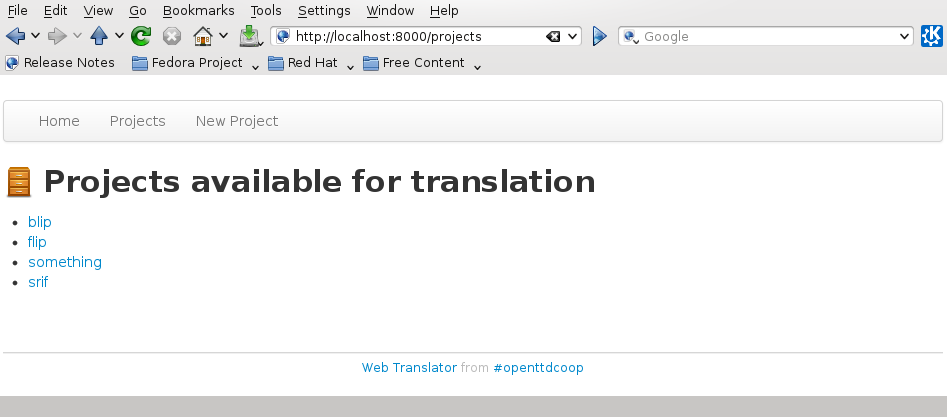 File Edit View Go Bookmarks Tools Settings Window Help
http://localhost:8000/projects Google
Release Notes Fedora Project Red Hat Free Content
Home Projects New Project
Projects available for translation
blip
flip
something
srif
Web Translator from #openttdcoop